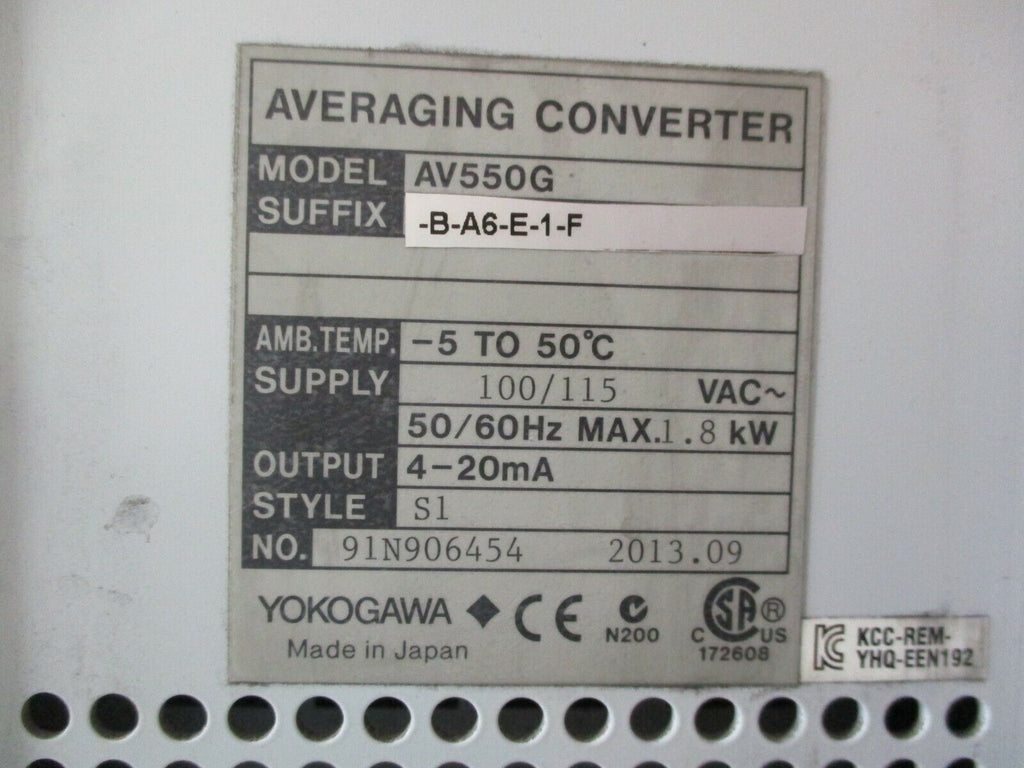 AVERAGING CONVERTER
MODEL AV550G
SUFFIX -B-A6-E-1-F
AMB.TEMP. -5 TO 50°C
SUPPLY 100/115 VAC~
50/60Hz MAX.1.8 kW
OUTPUT 4-20mA
STYLE S1
NO. 91N906454 2013.09
YOKOGAWA ◆ CE N200 C SA ® US
Made in Japan 172608
KC KCC-REM-
YHQ-EEN192